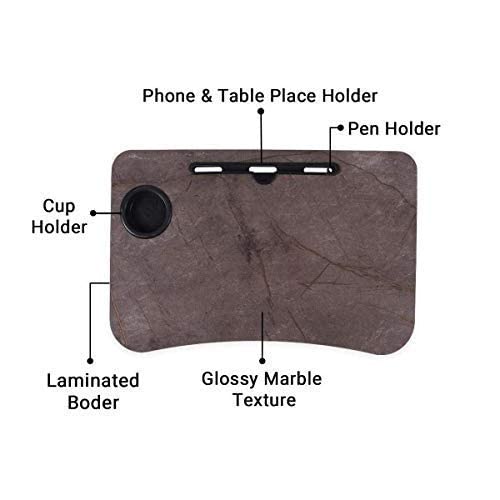 Phone & Table Place Holder
Pen Holder
Cup
Holder
Laminated
Boder
Glossy Marble
Texture